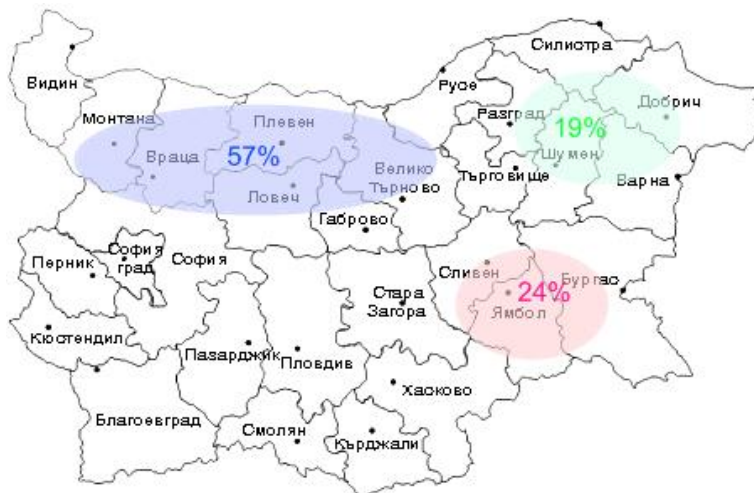 Силистра
Видин
Русе
Добрич
Монтана
Плевен
Разград
19%
Враца
57%
Шумен
Велико
Търново
Търговище
Варна
Ловеч
Габрово
София
град
София
Перник
Сливен
Бургас
Стара
Загора
24%
Ямбол
Кюстендил
Пазарджик
Пловдив
Хасково
Благоевград
Смолян
Кърджали